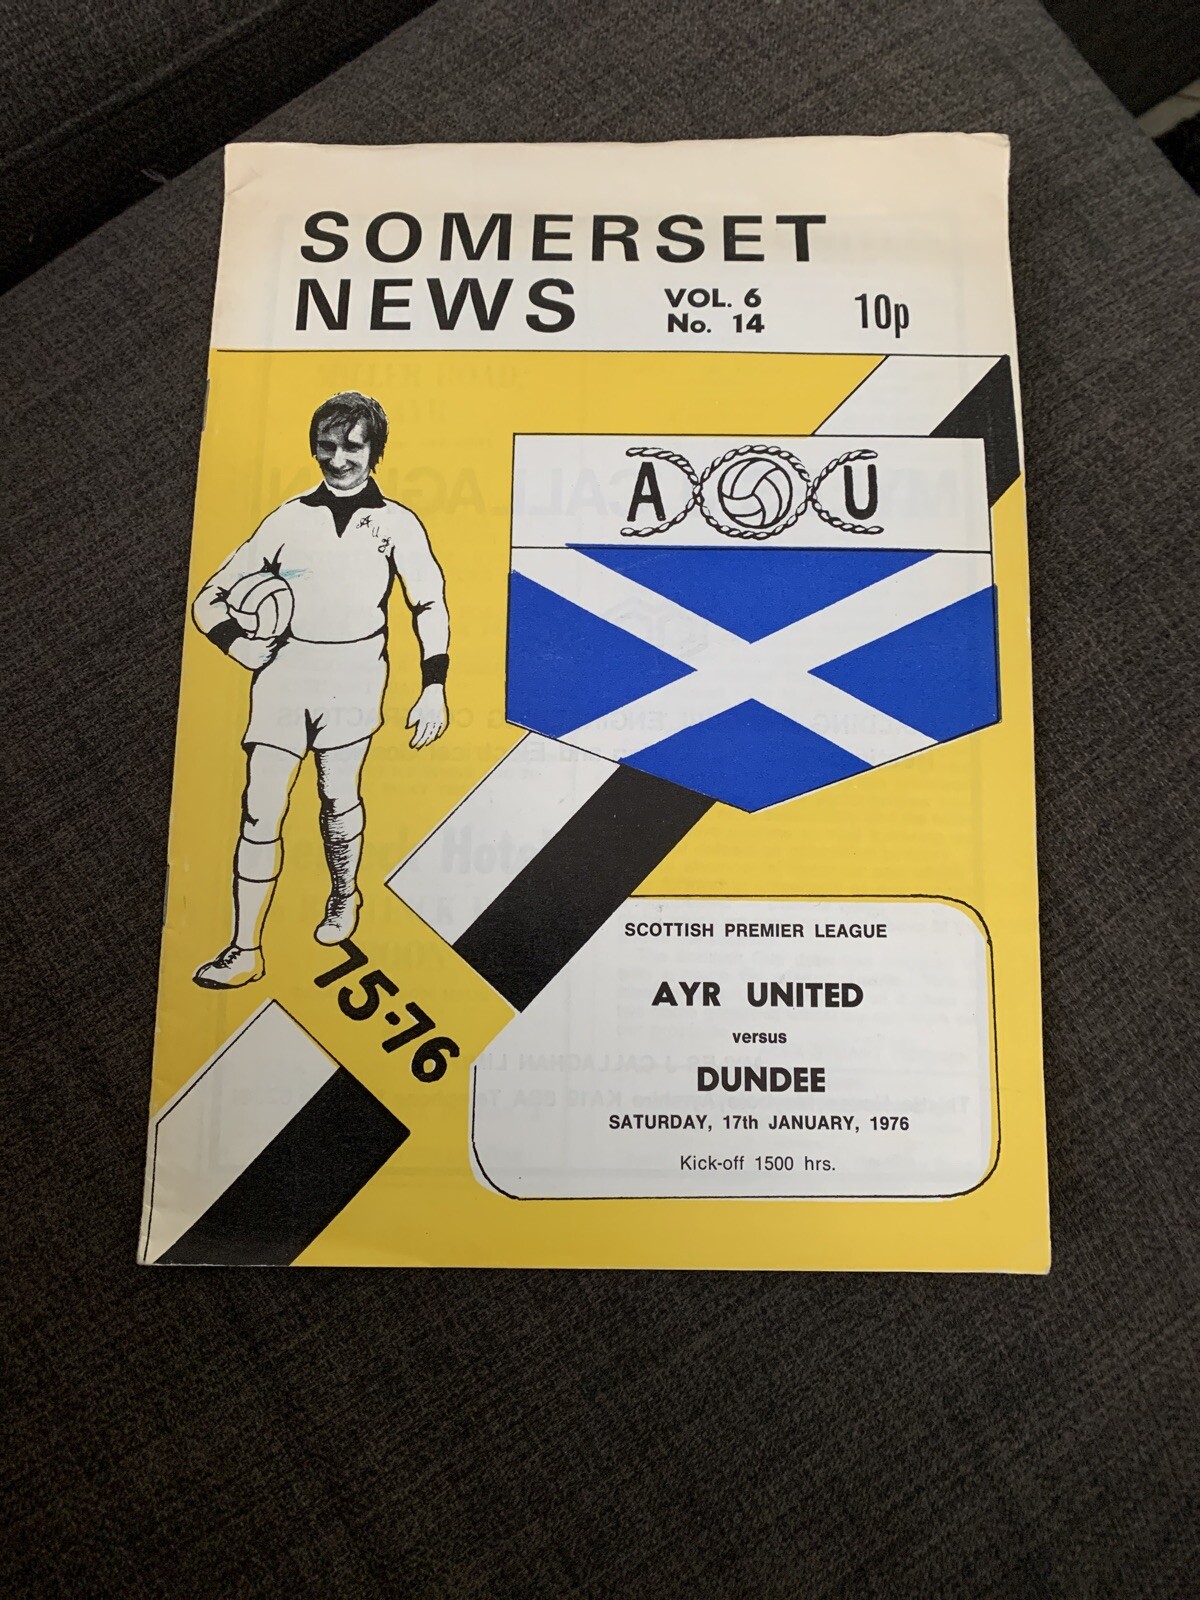 SOMERSET
NEWS
VOL. 6
No. 14
10p
A U
A U F
75-76
SCOTTISH PREMIER LEAGUE
AYR UNITED
versus
DUNDEE
SATURDAY, 17th JANUARY, 1976
Kick-off 1500 hrs.